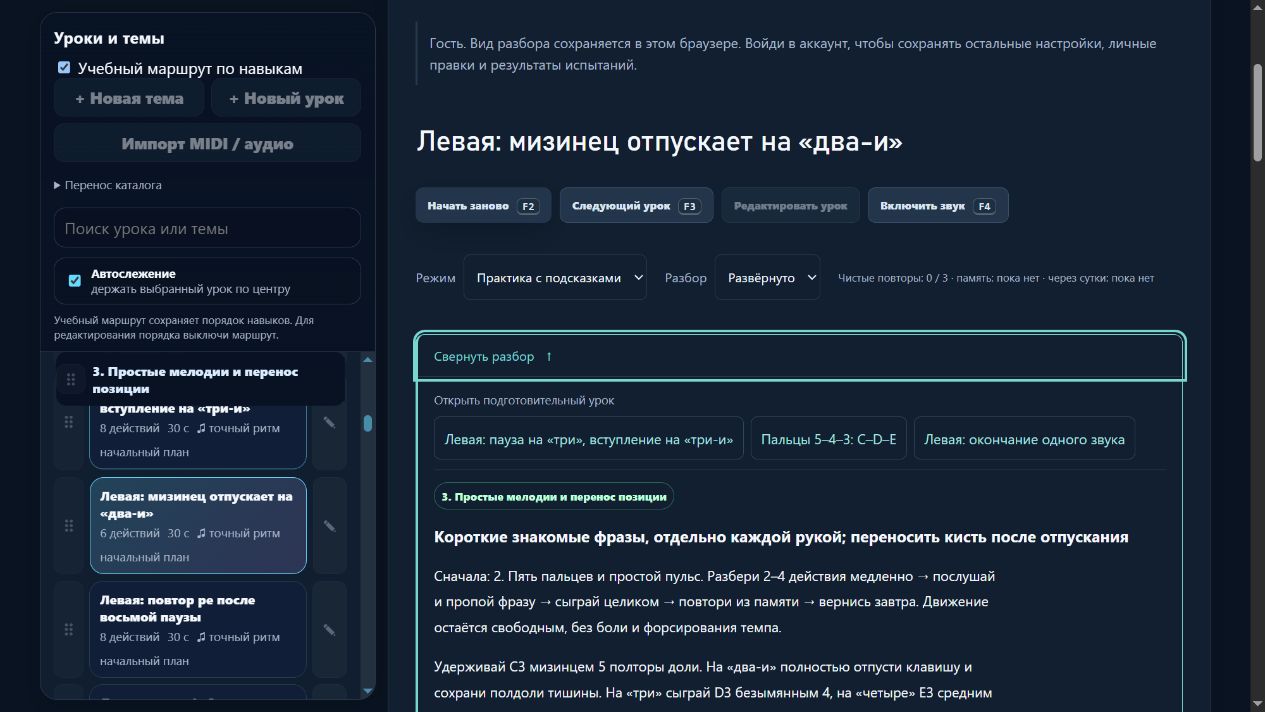 Уроки и темы
Учебный маршрут по навыкам
+ Новая тема
+ Новый урок
Импорт MIDI / аудио
Перенос каталога
Поиск урока или темы
Автослежение
держать выбранный урок по центру
Учебный маршрут сохраняет порядок навыков. Для
редактирования порядка выключи маршрут.
3. Простые мелодии и перенос
позиции
вступление на «три-и»
8 действий 30 с ♫ точный ритм
начальный план
Левая: мизинец отпускает на
«два-и»
6 действий 30 с ♫ точный ритм
начальный план
Левая: повтор ре после
восьмой паузы
8 действий 30 с ♫ точный ритм
начальный план
Гость. Вид разбора сохраняется в этом браузере. Войди в аккаунт, чтобы сохранять остальные настройки, личные
правки и результаты испытаний.
Левая: мизинец отпускает на «два-и»
Начать заново F2
Следующий урок F3
Редактировать урок
Включить звук F4
Режим Практика с подсказками
Разбор Развёрнуто
Чистые повторы: 0 / 3 · память: пока нет · через сутки: пока нет
Свернуть разбор ↑
Открыть подготовительный урок
Левая: пауза на «три», вступление на «три-и»
Пальцы 5–4–3: C–D–E
Левая: окончание одного звука
3. Простые мелодии и перенос позиции
Короткие знакомые фразы, отдельно каждой рукой; переносить кисть после отпускания
Сначала: 2. Пять пальцев и простой пульс. Разбери 2–4 действия медленно → послушай
и пропой фразу → сыграй целиком → повтори из памяти → вернись завтра. Движение
остаётся свободным, без боли и форсирования темпа.
Удерживай C3 мизинцем 5 полторы доли. На «два-и» полностью отпусти клавишу и
сохрани полдоли тишины. На «три» сыграй D3 безымянным 4, на «четыре» E3 средним